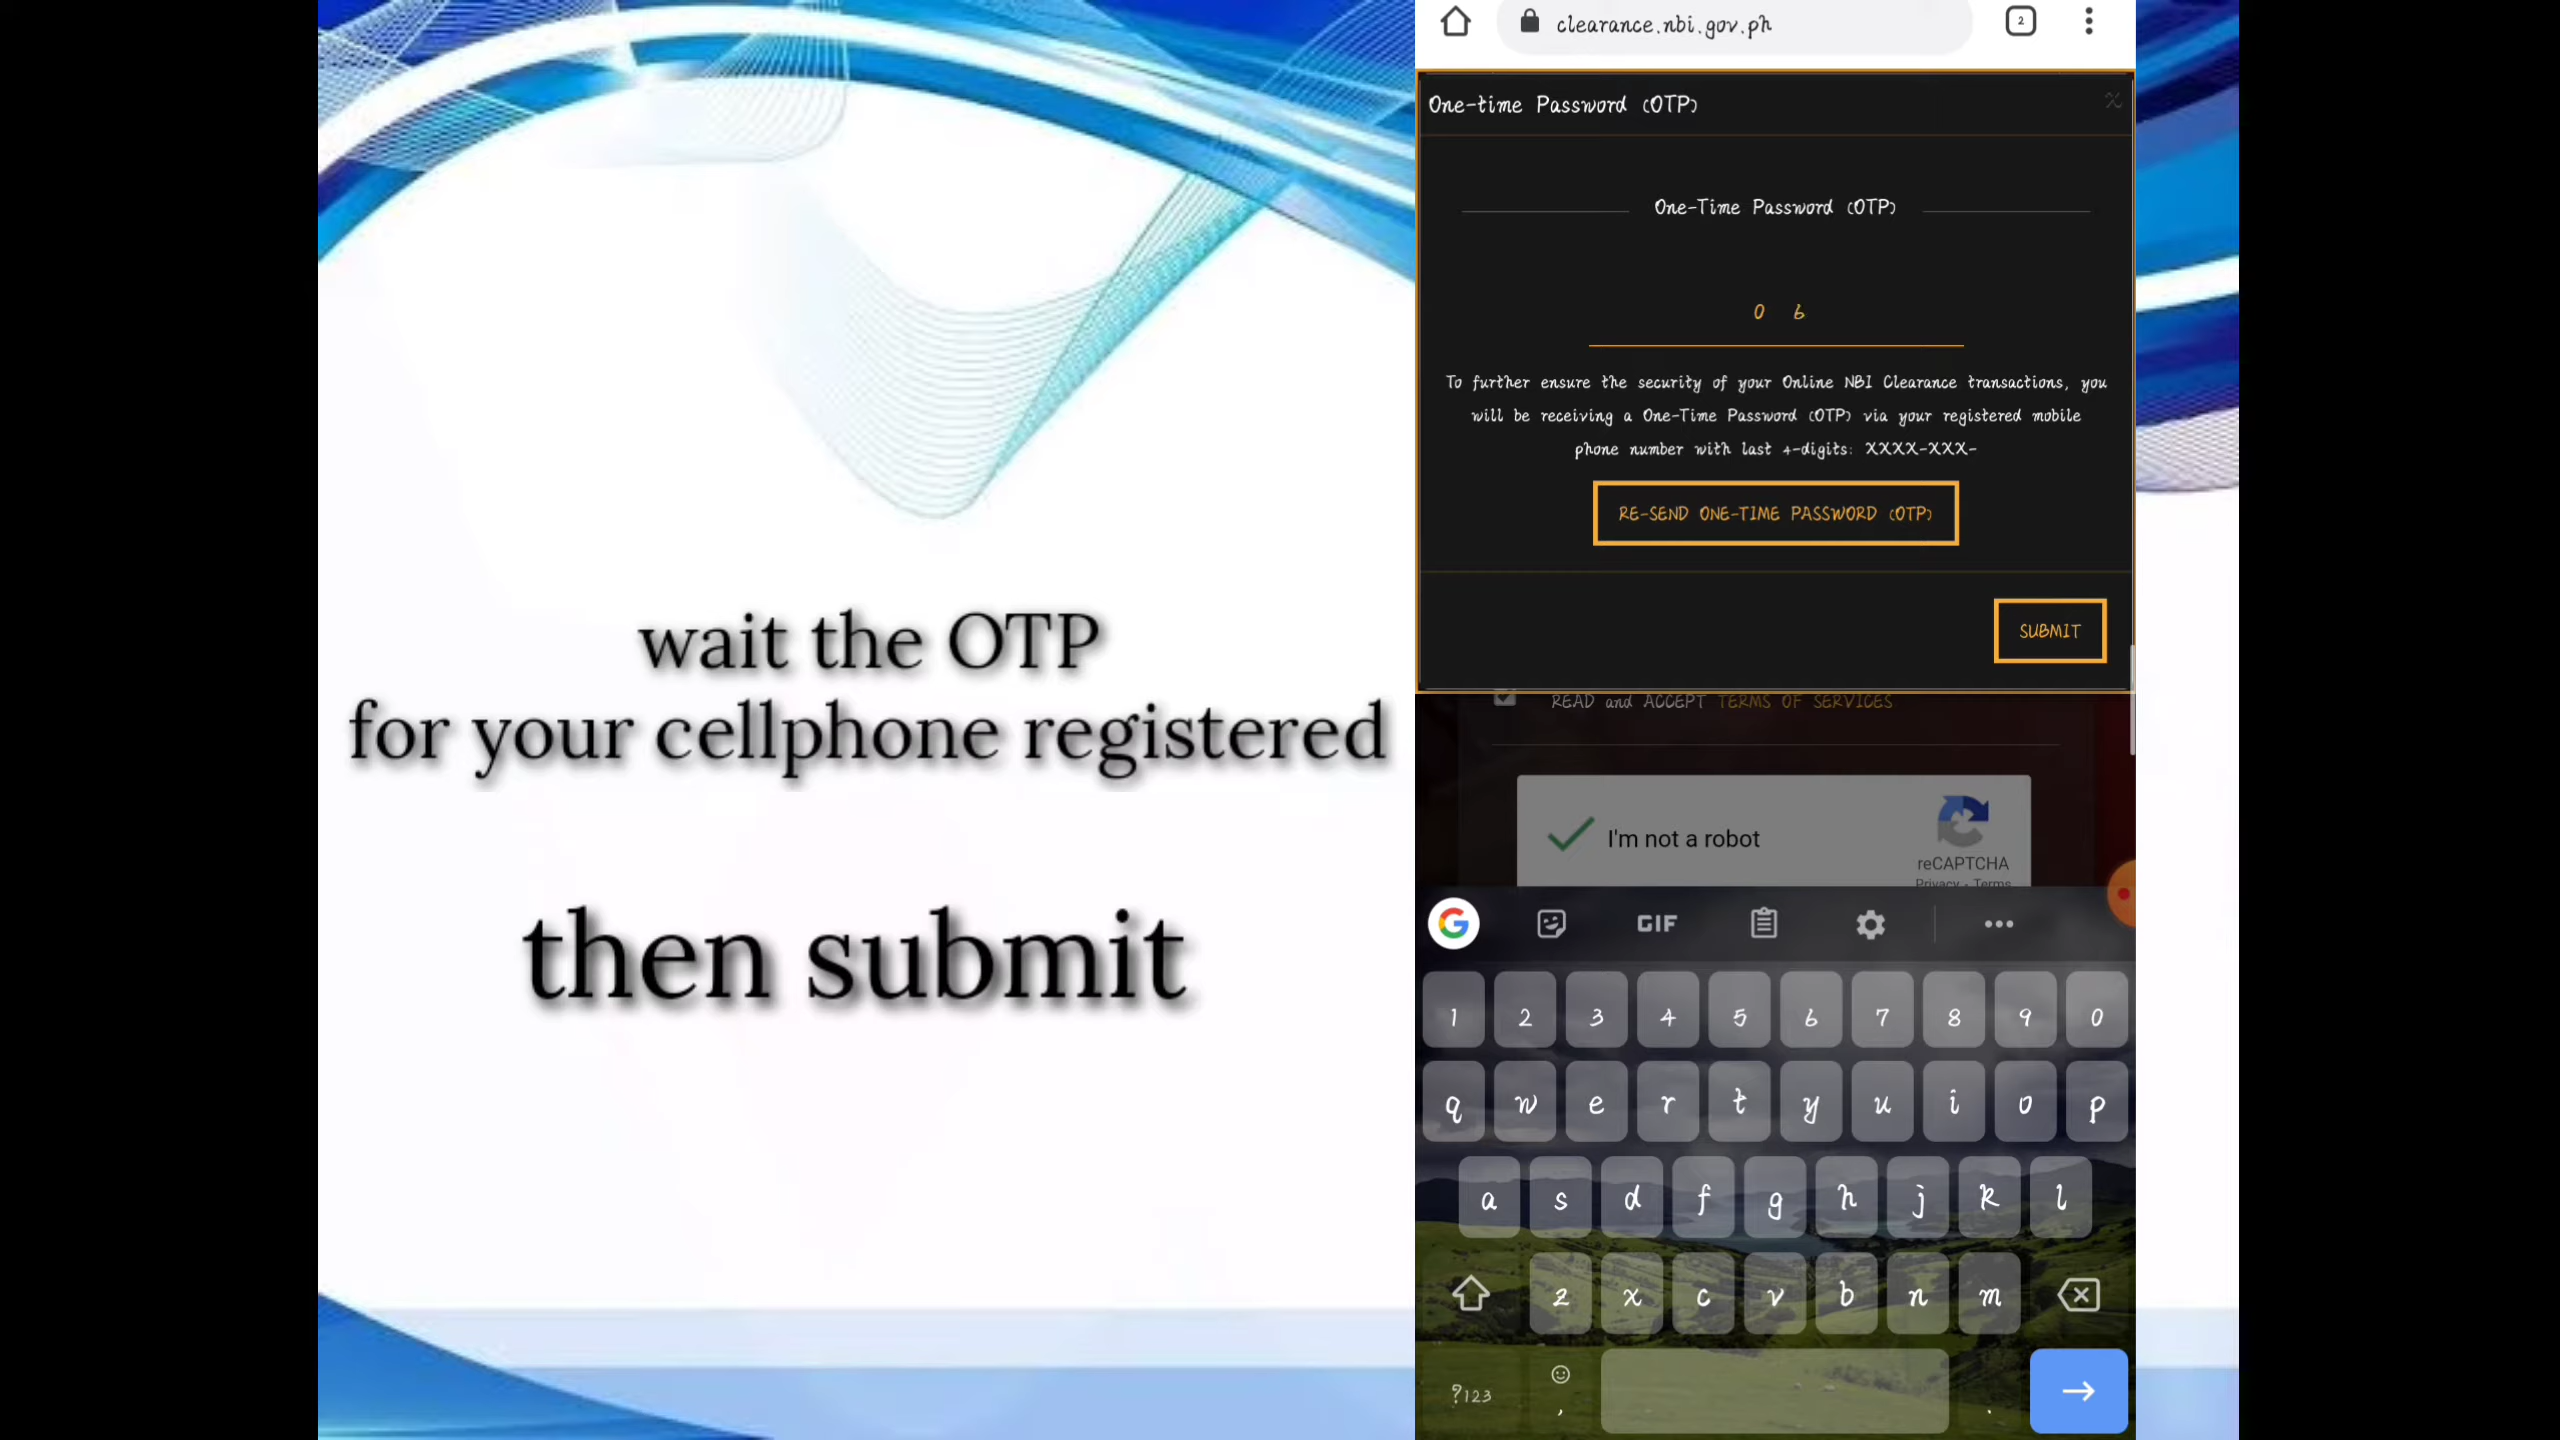 wait the OTP
for your cellphone registered
then submit
clearance.nbi.gov.ph
2
One-time Password (OTP)
x
One-Time Password (OTP)
0 6
To further ensure the security of your Online NBI Clearance transactions, you
will be receiving a One-Time Password (OTP) via your registered mobile
phone number with last 4-digits: XXXX-XXX-
RE-SEND ONE-TIME PASSWORD (OTP)
SUBMIT
READ and ACCEPT TERMS OF SERVICES
I'm not a robot
reCAPTCHA
Privacy - Terms
G GIF
1 2 3 4 5 6 7 8 9 0
q w e r t y u i o p
a s d f g h j k l
z x c v b n m
?123 , .